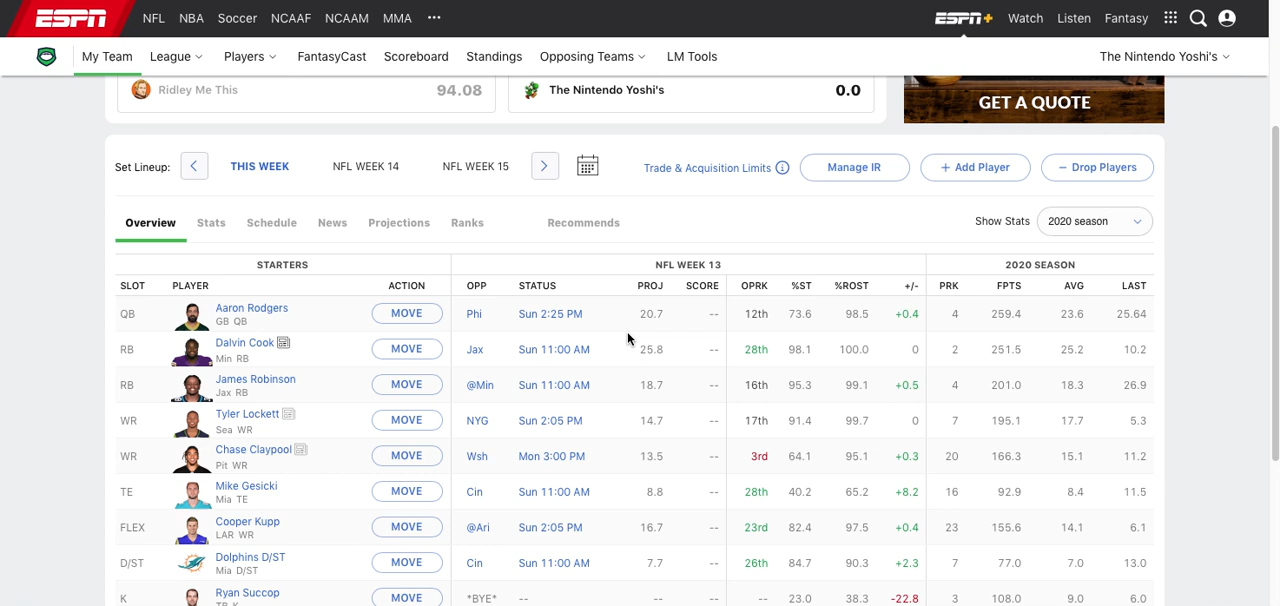 ESPN NFL NBA Soccer NCAAF NCAAM MMA ••• ESPN+ Watch Listen Fantasy
My Team League Players FantasyCast Scoreboard Standings Opposing Teams LM Tools The Nintendo Yoshi's
Ridley Me This 94.08 The Nintendo Yoshi's 0.0
GET A QUOTE
Set Lineup: THIS WEEK NFL WEEK 14 NFL WEEK 15 Trade & Acquisition Limits Manage IR + Add Player − Drop Players
Overview Stats Schedule News Projections Ranks Recommends Show Stats 2020 season
STARTERS NFL WEEK 13 2020 SEASON
SLOT PLAYER ACTION OPP STATUS PROJ SCORE OPRK %ST %ROST +/- PRK FPTS AVG LAST
QB Aaron Rodgers GB QB MOVE Phi Sun 2:25 PM 20.7 -- 12th 73.6 98.5 +0.4 4 259.4 23.6 25.64
RB Dalvin Cook Min RB MOVE Jax Sun 11:00 AM 25.8 -- 28th 98.1 100.0 0 2 251.5 25.2 10.2
RB James Robinson Jax RB MOVE @Min Sun 11:00 AM 18.7 -- 16th 95.3 99.1 +0.5 4 201.0 18.3 26.9
WR Tyler Lockett Sea WR MOVE NYG Sun 2:05 PM 14.7 -- 17th 91.4 99.7 0 7 195.1 17.7 5.3
WR Chase Claypool Pit WR MOVE Wsh Mon 3:00 PM 13.5 -- 3rd 64.1 95.1 +0.3 20 166.3 15.1 11.2
TE Mike Gesicki Mia TE MOVE Cin Sun 11:00 AM 8.8 -- 28th 40.2 65.2 +8.2 16 92.9 8.4 11.5
FLEX Cooper Kupp LAR WR MOVE @Ari Sun 2:05 PM 16.7 -- 23rd 82.4 97.5 +0.4 23 155.6 14.1 6.1
D/ST Dolphins D/ST Mia D/ST MOVE Cin Sun 11:00 AM 7.7 -- 26th 84.7 90.3 +2.3 7 77.0 7.0 13.0
K Ryan Succop TB K MOVE *BYE* -- -- -- -- 23.0 38.3 -22.8 3 108.0 9.0 6.0